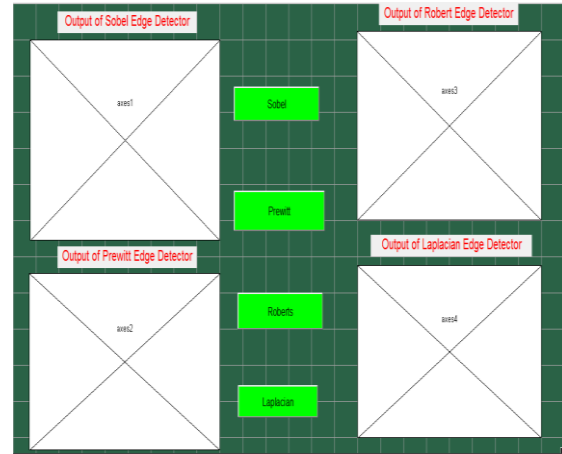 Output of Sobel Edge Detector
Output of Robert Edge Detector
axes1
Sobel
axes3
Prewitt
Output of Prewitt Edge Detector
Output of Laplacian Edge Detector
axes2
Roberts
axes4
Laplacian